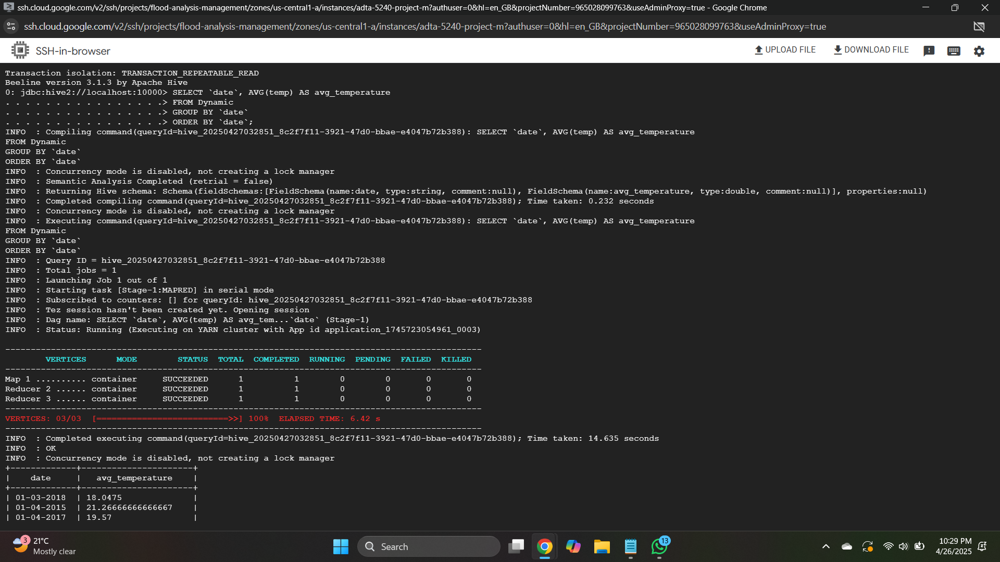 ssh.cloud.google.com/v2/ssh/projects/flood-analysis-management/zones/us-central1-a/instances/adta-5240-project-m?authuser=0&hl=en_GB&projectNumber=965028099763&useAdminProxy=true - Google Chrome
ssh.cloud.google.com/v2/ssh/projects/flood-analysis-management/zones/us-central1-a/instances/adta-5240-project-m?authuser=0&hl=en_GB&projectNumber=965028099763&useAdminProxy=true
SSH-in-browser
UPLOAD FILE
DOWNLOAD FILE
Transaction isolation: TRANSACTION_REPEATABLE_READ
Beeline version 3.1.3 by Apache Hive
0: jdbc:hive2://localhost:10000> SELECT `date`, AVG(temp) AS avg_temperature
. . . . . . . . . . . . . . . .> FROM Dynamic
. . . . . . . . . . . . . . . .> GROUP BY `date`
. . . . . . . . . . . . . . . .> ORDER BY `date`;
INFO  : Compiling command(queryId=hive_20250427032851_8c2f7f11-3921-47d0-bbae-e4047b72b388): SELECT `date`, AVG(temp) AS avg_temperature
FROM Dynamic
GROUP BY `date`
ORDER BY `date`
INFO  : Concurrency mode is disabled, not creating a lock manager
INFO  : Semantic Analysis Completed (retrial = false)
INFO  : Returning Hive schema: Schema(fieldSchemas:[FieldSchema(name:date, type:string, comment:null), FieldSchema(name:avg_temperature, type:double, comment:null)], properties:null)
INFO  : Completed compiling command(queryId=hive_20250427032851_8c2f7f11-3921-47d0-bbae-e4047b72b388); Time taken: 0.232 seconds
INFO  : Concurrency mode is disabled, not creating a lock manager
INFO  : Executing command(queryId=hive_20250427032851_8c2f7f11-3921-47d0-bbae-e4047b72b388): SELECT `date`, AVG(temp) AS avg_temperature
FROM Dynamic
GROUP BY `date`
ORDER BY `date`
INFO  : Query ID = hive_20250427032851_8c2f7f11-3921-47d0-bbae-e4047b72b388
INFO  : Total jobs = 1
INFO  : Launching Job 1 out of 1
INFO  : Starting task [Stage-1:MAPRED] in serial mode
INFO  : Subscribed to counters: [] for queryId: hive_20250427032851_8c2f7f11-3921-47d0-bbae-e4047b72b388
INFO  : Tez session hasn't been created yet. Opening session
INFO  : Dag name: SELECT `date`, AVG(temp) AS avg_tem...`date` (Stage-1)
INFO  : Status: Running (Executing on YARN cluster with App id application_1745723054961_0003)
----------------------------------------------------------------------------------------------
        VERTICES      MODE        STATUS  TOTAL  COMPLETED  RUNNING  PENDING  FAILED  KILLED
----------------------------------------------------------------------------------------------
Map 1 .......... container     SUCCEEDED      1          1        0        0       0       0
Reducer 2 ...... container     SUCCEEDED      1          1        0        0       0       0
Reducer 3 ...... container     SUCCEEDED      1          1        0        0       0       0
----------------------------------------------------------------------------------------------
VERTICES: 03/03  [==========================>>] 100%  ELAPSED TIME: 6.42 s
----------------------------------------------------------------------------------------------
INFO  : Completed executing command(queryId=hive_20250427032851_8c2f7f11-3921-47d0-bbae-e4047b72b388); Time taken: 14.635 seconds
INFO  : OK
INFO  : Concurrency mode is disabled, not creating a lock manager
+-------------+----------------------+
|    date     |   avg_temperature    |
+-------------+----------------------+
| 01-03-2018  | 18.0475              |
| 01-04-2015  | 21.26666666666667    |
| 01-04-2017  | 19.57                |
3
21°C
Mostly clear
Search
13
10:29 PM
4/26/2025